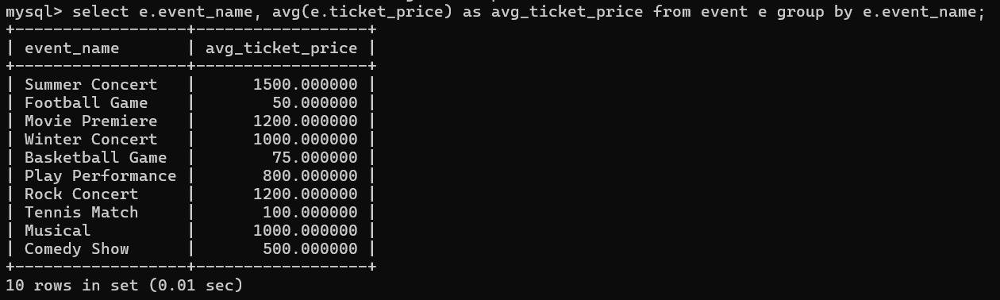 mysql> select e.event_name, avg(e.ticket_price) as avg_ticket_price from event e group by e.event_name;
+------------------+------------------+
| event_name       | avg_ticket_price |
+------------------+------------------+
| Summer Concert   |      1500.000000 |
| Football Game    |        50.000000 |
| Movie Premiere   |      1200.000000 |
| Winter Concert   |      1000.000000 |
| Basketball Game  |        75.000000 |
| Play Performance |       800.000000 |
| Rock Concert     |      1200.000000 |
| Tennis Match     |       100.000000 |
| Musical          |      1000.000000 |
| Comedy Show      |       500.000000 |
+------------------+------------------+
10 rows in set (0.01 sec)